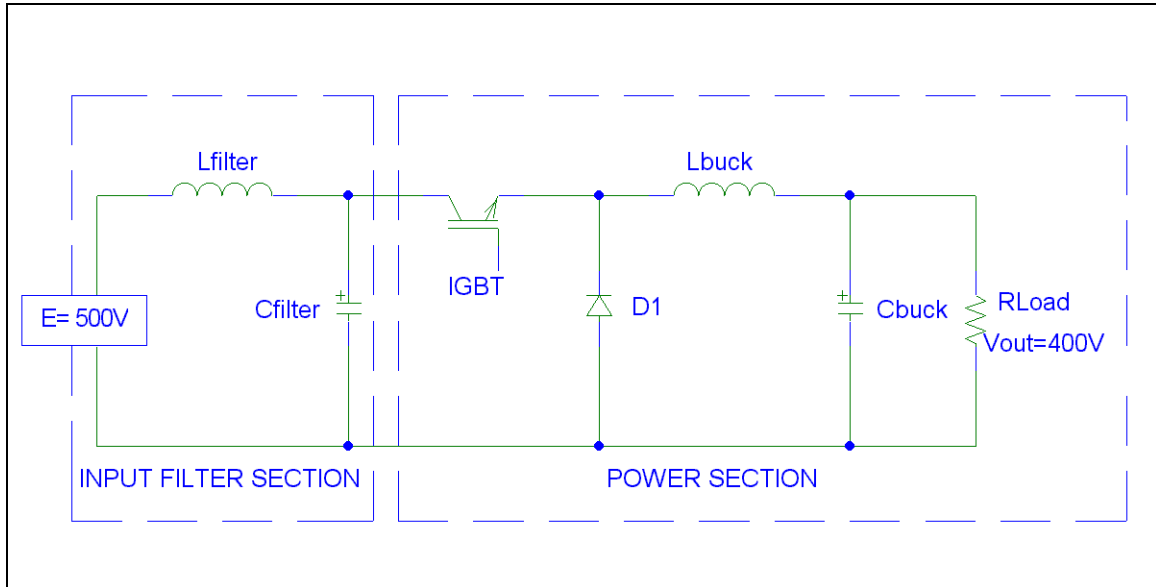 Lfilter
Lbuck
E= 500V
Cfilter
IGBT
D1
Cbuck
RLoad
Vout=400V
INPUT FILTER SECTION
POWER SECTION